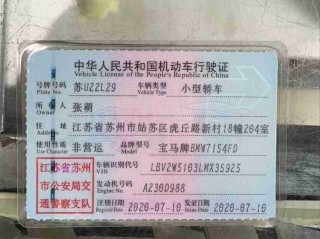 中华人民共和国机动车行驶证
Vehicle License of the People's Republic of China
号牌号码 苏U22L29 车辆类型 小型轿车
Plate No. Vehicle Type
所有人 张萌
Owner
住址 江苏省苏州市姑苏区虎丘路新村18幢204室
Address
使用性质 非营运 品牌型号 宝马牌BMW7154FD
Use Character Model
江苏省苏州市公安局交通警察支队
车辆识别代号 LBV2W5103LMX35925
VIN
发动机号码 A2300988
Engine No.
注册日期 2020-07-10 发证日期 2020-07-10
Register Date Issue Date